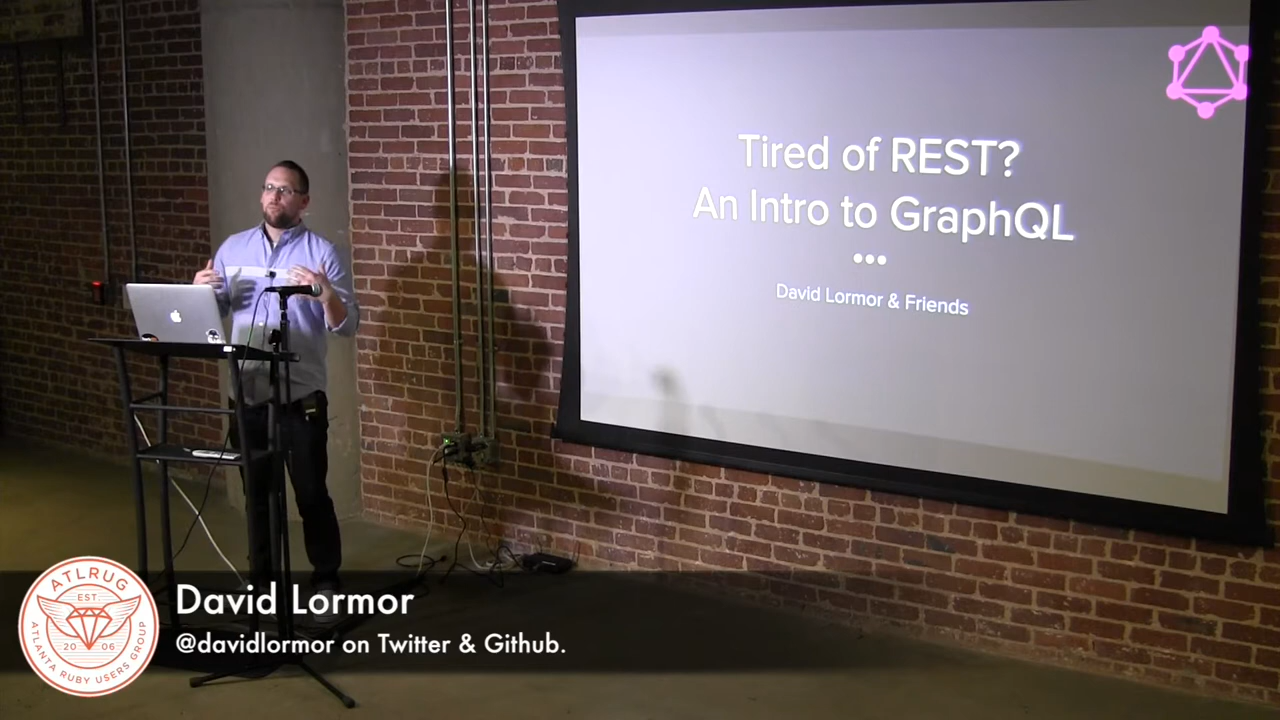 Tired of REST?
An Intro to GraphQL
David Lormor & Friends
David Lormor
@davidlormor on Twitter & Github.
ATLRUG
EST.
20 06
ATLANTA RUBY USERS GROUP